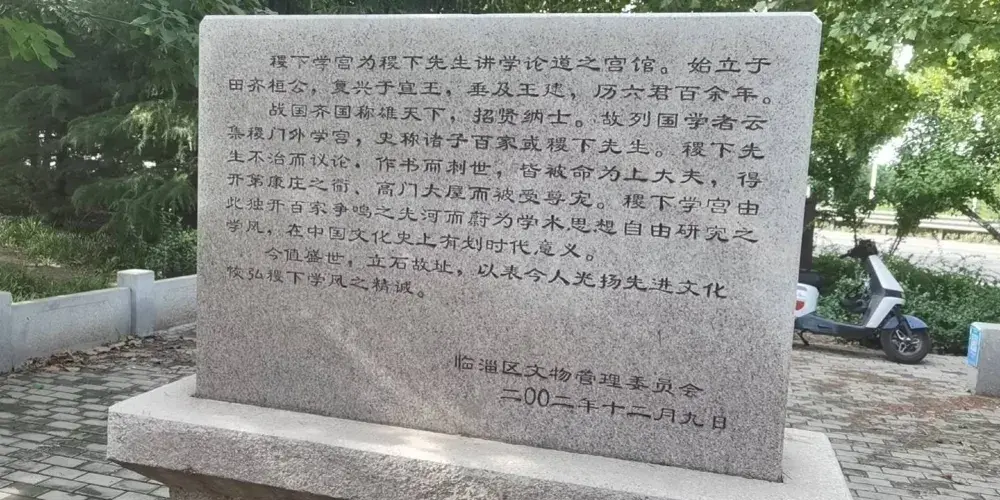 稷下学宫为稷下先生讲学论道之宫馆。始立于
田齐桓公，复兴于宣王，垂及王建，历六君百余年。
战国齐国称雄天下，招贤纳士。故列国学者云
集稷门外学宫，史称诸子百家或稷下先生。稷下先
生不治而议论，作书而刺世，皆被命为上大夫，得
开第康庄之衢、高门大屋而被受尊宠。稷下学宫由
此独开百家争鸣之先河而蔚为学术思想自由研究之
学风，在中国文化史上有划时代意义。
今值盛世，立石故址，以表今人光扬先进文化
恢弘稷下学风之精诚。
临淄区文物管理委员会
二〇〇二年十二月九日